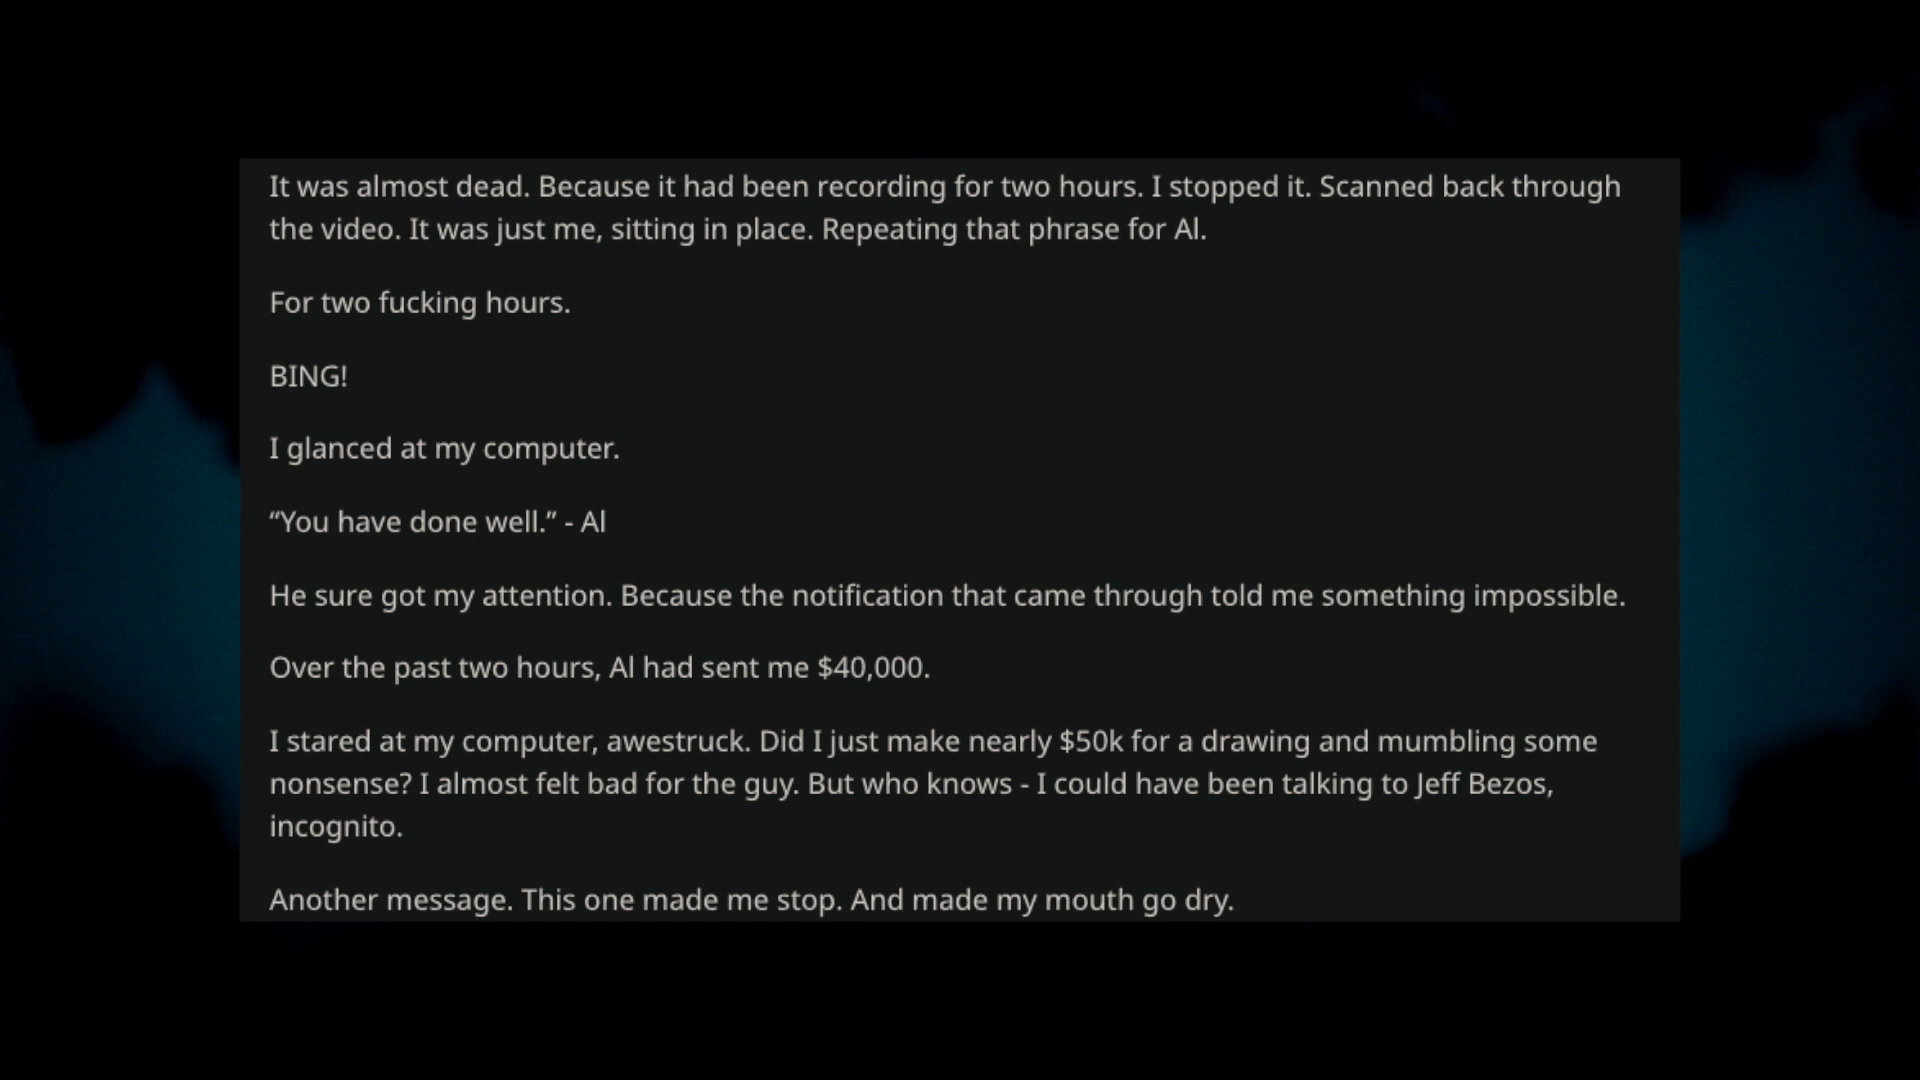 It was almost dead. Because it had been recording for two hours. I stopped it. Scanned back through
the video. It was just me, sitting in place. Repeating that phrase for Al.
For two fucking hours.
BING!
I glanced at my computer.
“You have done well.” - Al
He sure got my attention. Because the notification that came through told me something impossible.
Over the past two hours, Al had sent me $40,000.
I stared at my computer, awestruck. Did I just make nearly $50k for a drawing and mumbling some
nonsense? I almost felt bad for the guy. But who knows - I could have been talking to Jeff Bezos,
incognito.
Another message. This one made me stop. And made my mouth go dry.